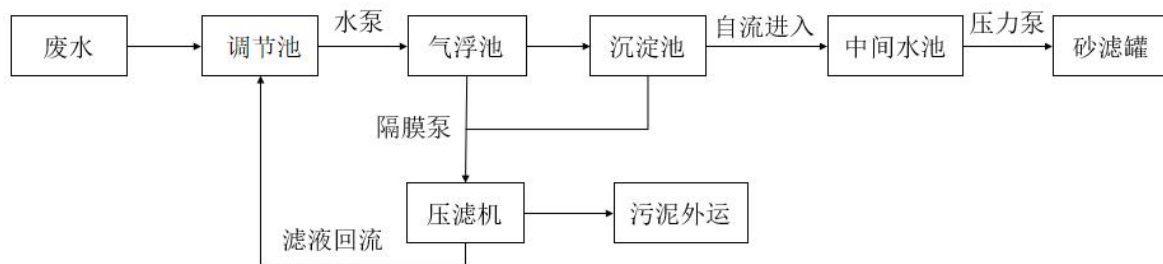 废水
调节池
水泵
气浮池
沉淀池
自流进入
中间水池
压力泵
砂滤罐
隔膜泵
压滤机
污泥外运
滤液回流